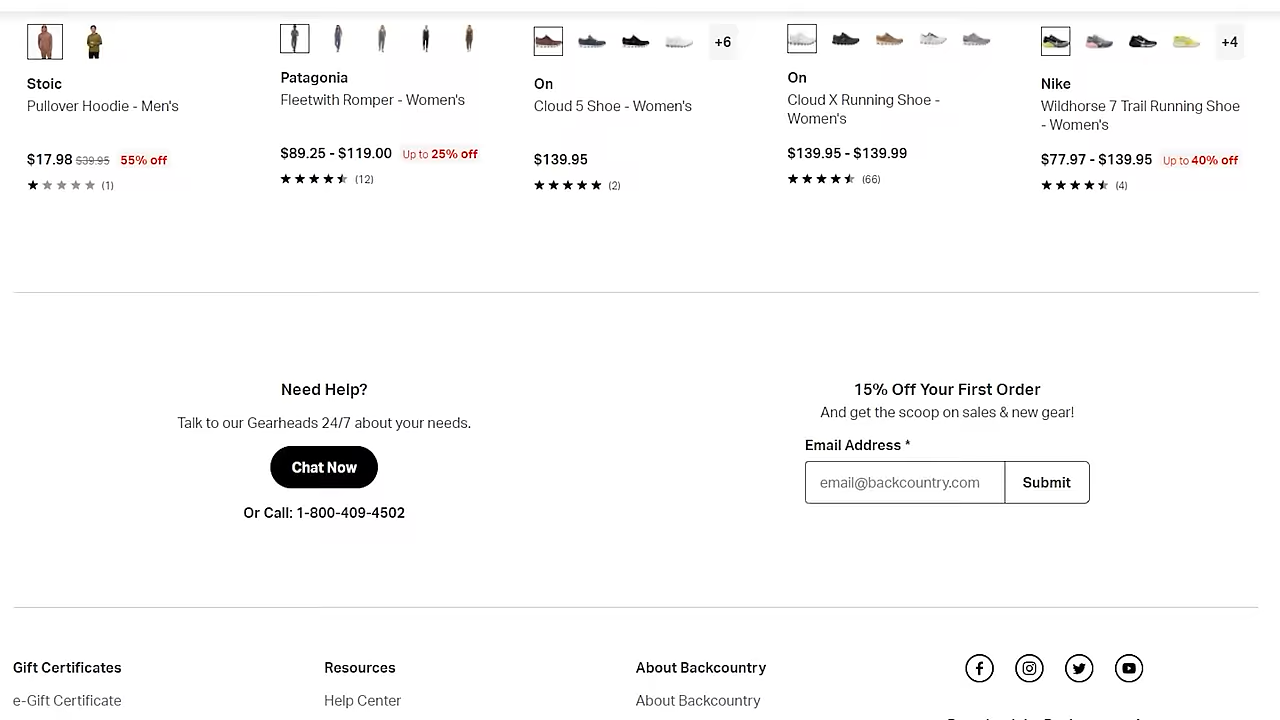 +6
+4
Stoic
Pullover Hoodie - Men's
$17.98 $39.95 55% off
(1)
Patagonia
Fleetwith Romper - Women's
$89.25 - $119.00 Up to 25% off
(12)
On
Cloud 5 Shoe - Women's
$139.95
(2)
On
Cloud X Running Shoe -
Women's
$139.95 - $139.99
(66)
Nike
Wildhorse 7 Trail Running Shoe
- Women's
$77.97 - $139.95 Up to 40% off
(4)
Need Help?
Talk to our Gearheads 24/7 about your needs.
Chat Now
Or Call: 1-800-409-4502
15% Off Your First Order
And get the scoop on sales & new gear!
Email Address *
email@backcountry.com
Submit
Gift Certificates
e-Gift Certificate
Resources
Help Center
About Backcountry
About Backcountry